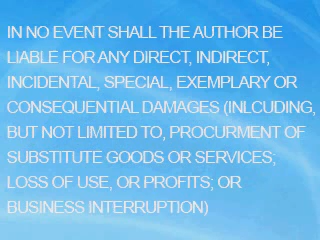 IN NO EVENT SHALL THE AUTHOR BE
LIABLE FOR ANY DIRECT, INDIRECT,
INCIDENTAL, SPECIAL, EXEMPLARY OR
CONSEQUENTIAL DAMAGES (INLCUDING,
BUT NOT LIMITED TO, PROCURMENT OF
SUBSTITUTE GOODS OR SERVICES;
LOSS OF USE, OR PROFITS; OR
BUSINESS INTERRUPTION)